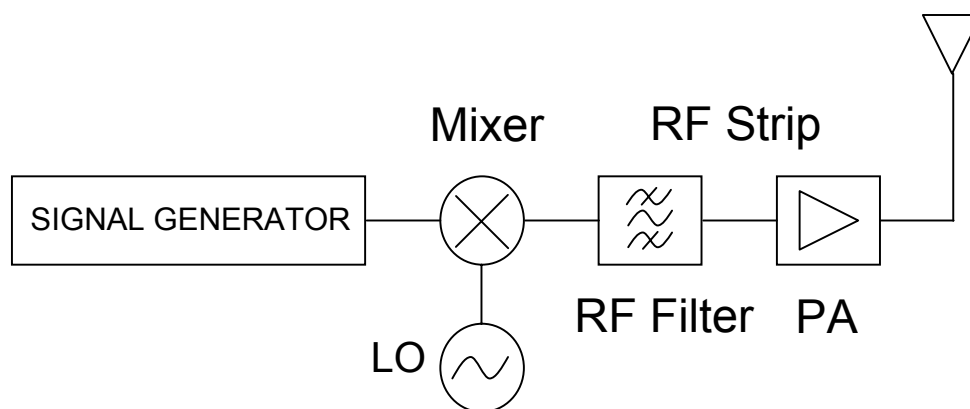 Mixer
RF Strip
SIGNAL GENERATOR
RF Filter
PA
LO